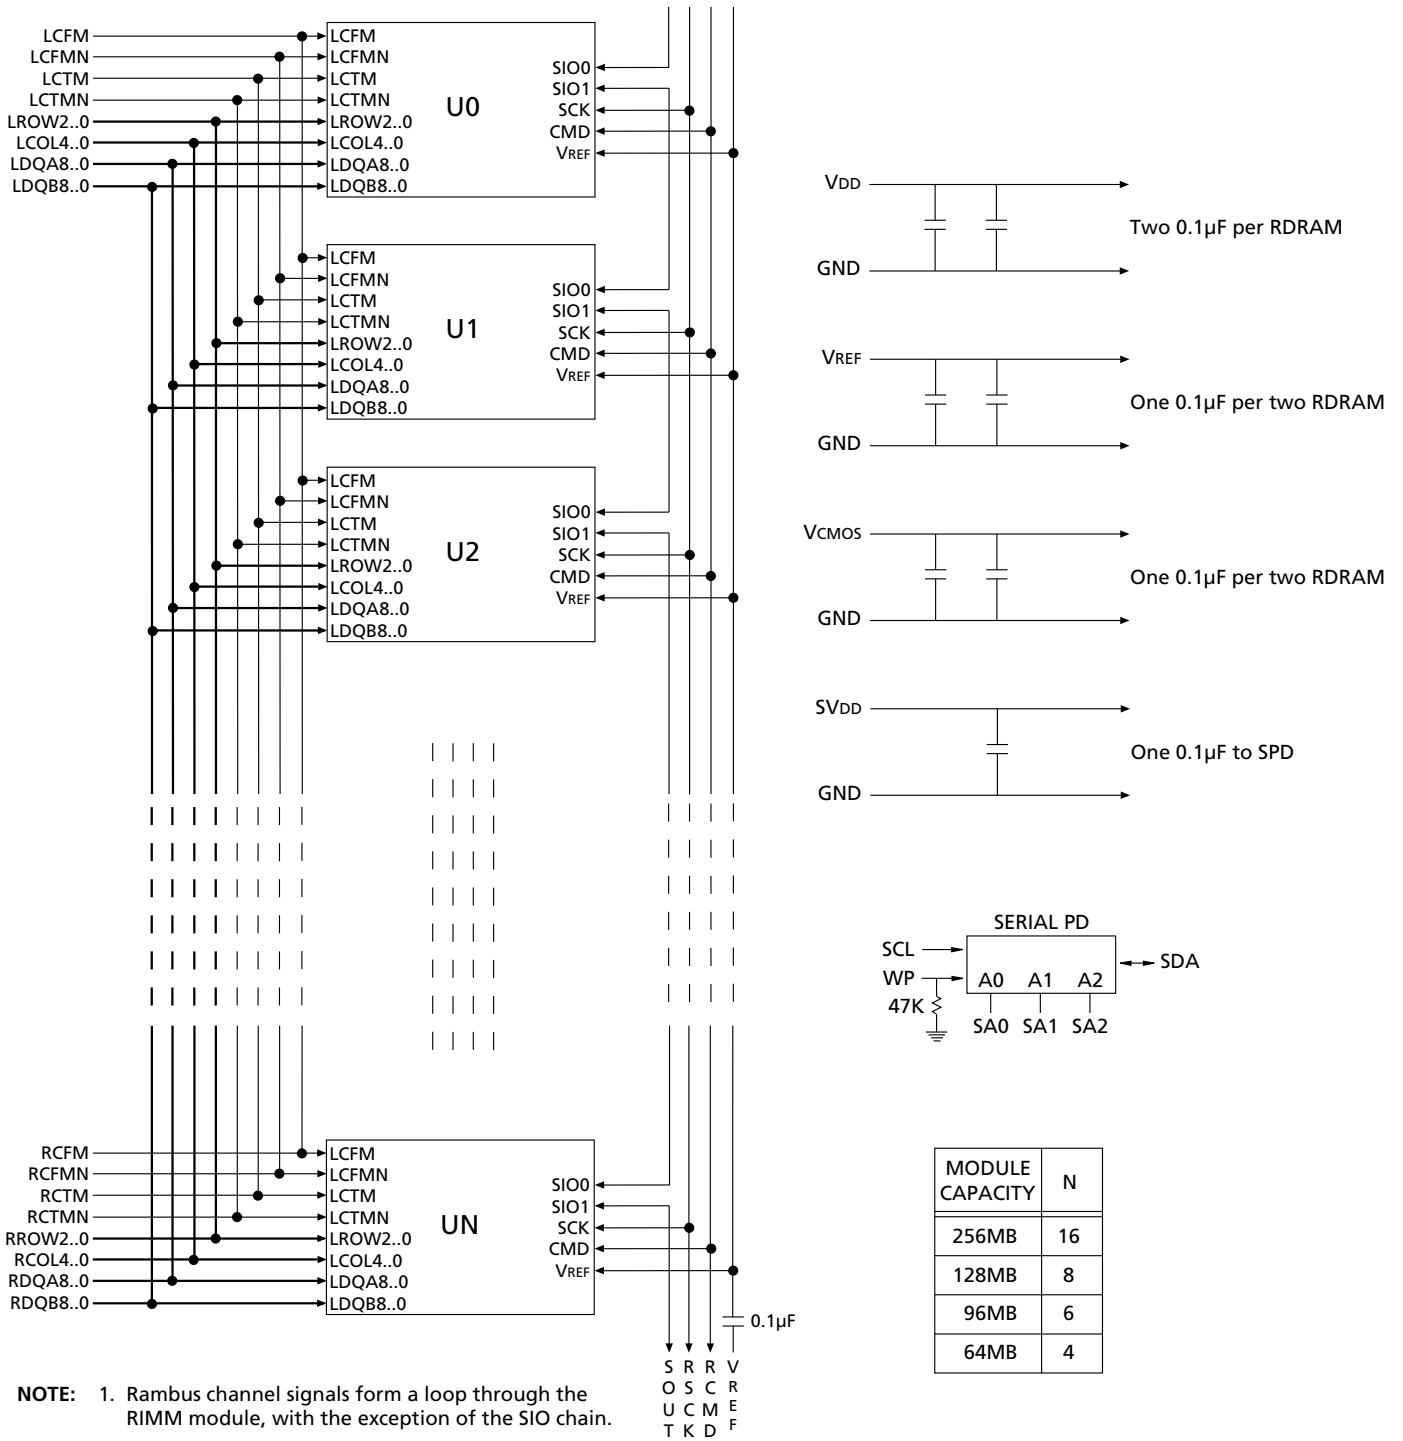 LCFM
LCFMN
LCTM
LCTMN
LROW2..0
LCOL4..0
LDQA8..0
LDQB8..0
LCFM
LCFMN
LCTM
LCTMN
LROW2..0
LCOL4..0
LDQA8..0
LDQB8..0
U0
SIO0
SIO1
SCK
CMD
VREF
LCFM
LCFMN
LCTM
LCTMN
LROW2..0
LCOL4..0
LDQA8..0
LDQB8..0
U1
SIO0
SIO1
SCK
CMD
VREF
LCFM
LCFMN
LCTM
LCTMN
LROW2..0
LCOL4..0
LDQA8..0
LDQB8..0
U2
SIO0
SIO1
SCK
CMD
VREF
RCFM
RCFMN
RCTM
RCTMN
RROW2..0
RCOL4..0
RDQA8..0
RDQB8..0
LCFM
LCFMN
LCTM
LCTMN
LROW2..0
LCOL4..0
LDQA8..0
LDQB8..0
UN
SIO0
SIO1
SCK
CMD
VREF
0.1µF
SOUT
RSCK
RCMD
VREF
VDD
GND
Two 0.1µF per RDRAM
VREF
GND
One 0.1µF per two RDRAM
VCMOS
GND
One 0.1µF per two RDRAM
SVDD
GND
One 0.1µF to SPD
SERIAL PD
SCL
WP
47K
A0 A1 A2
SDA
SA0 SA1 SA2
MODULE CAPACITY N
256MB 16
128MB 8
96MB 6
64MB 4
NOTE: 1. Rambus channel signals form a loop through the
RIMM module, with the exception of the SIO chain.